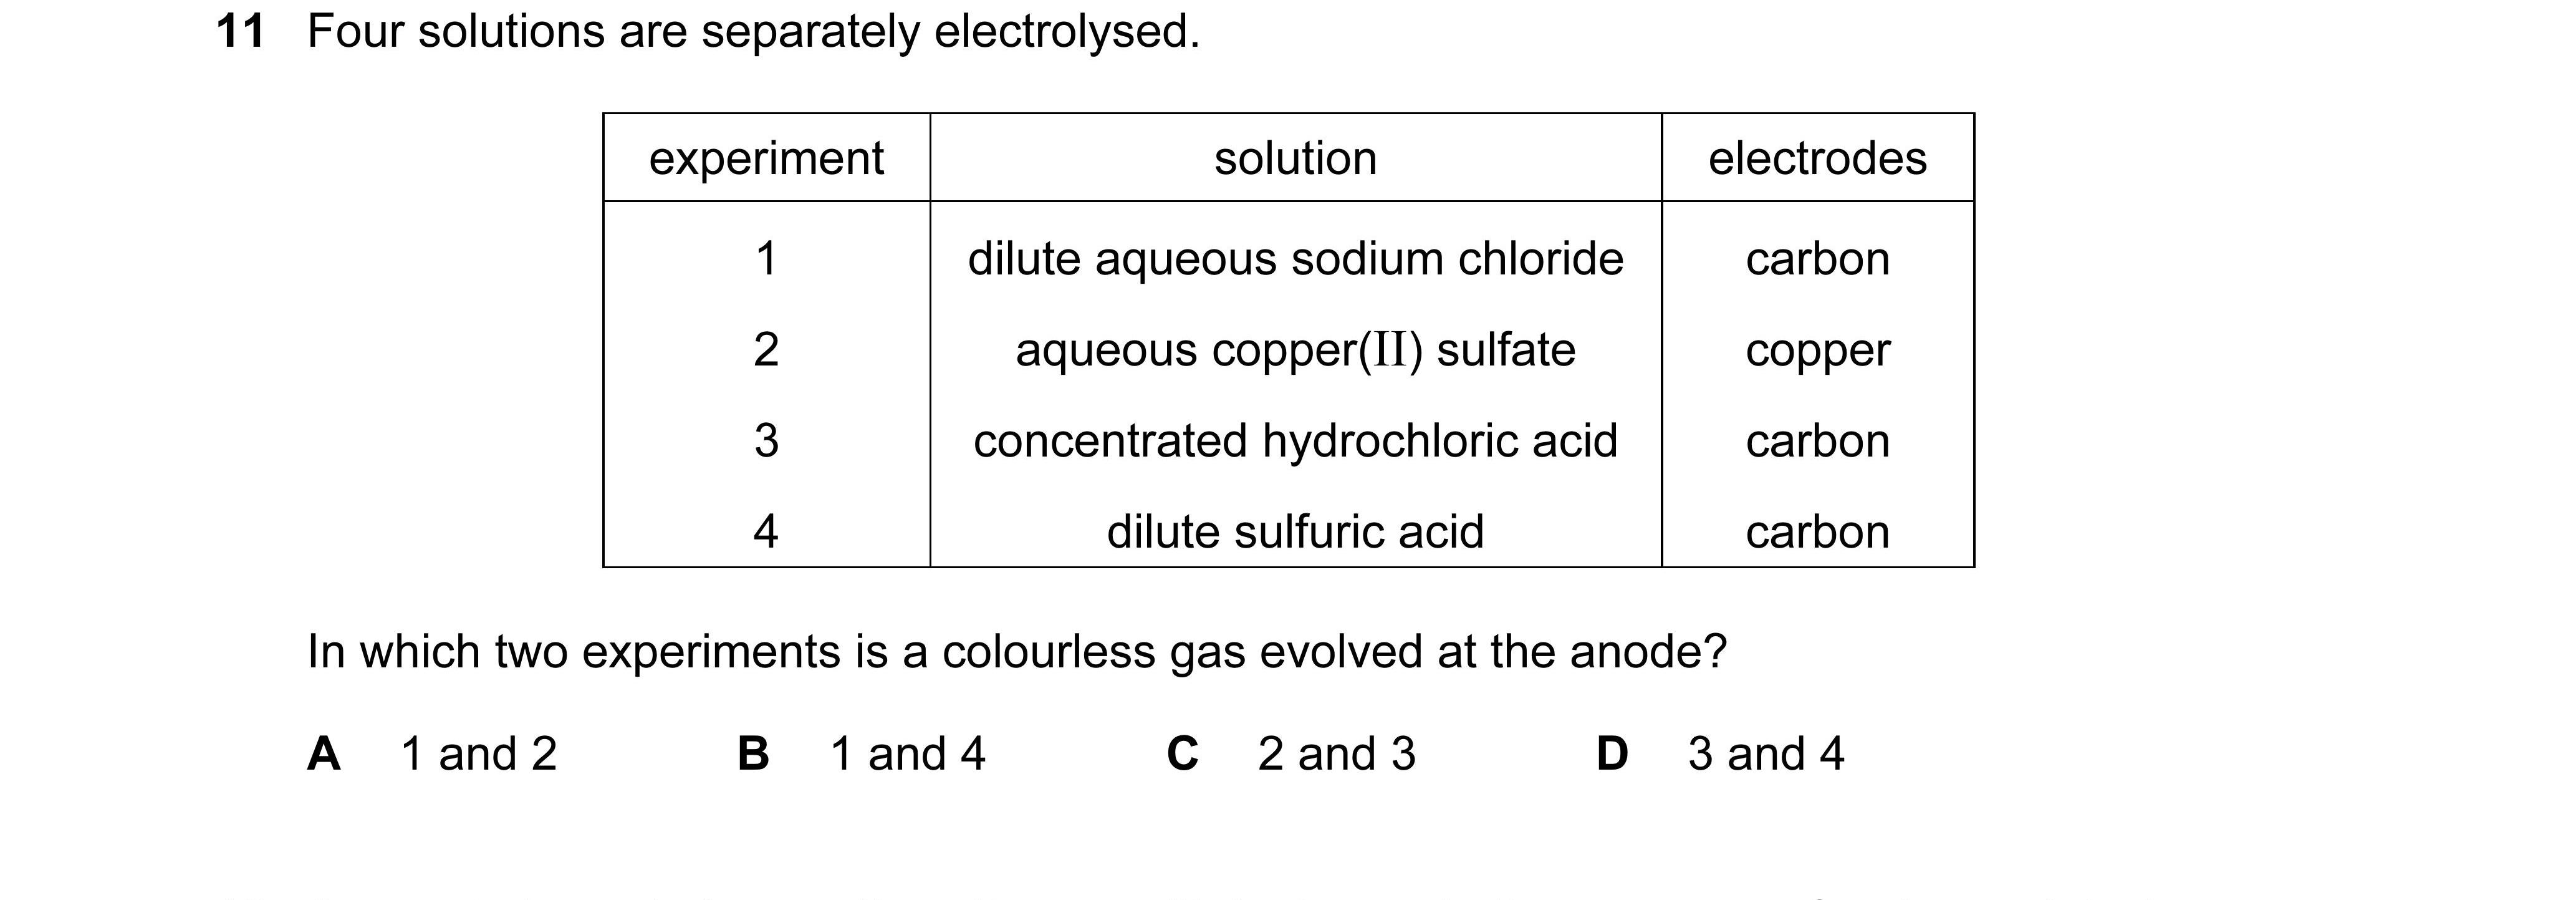 11 Four solutions are separately electrolysed.
experiment solution electrodes
1 dilute aqueous sodium chloride carbon
2 aqueous copper(II) sulfate copper
3 concentrated hydrochloric acid carbon
4 dilute sulfuric acid carbon
In which two experiments is a colourless gas evolved at the anode?
A 1 and 2 B 1 and 4 C 2 and 3 D 3 and 4